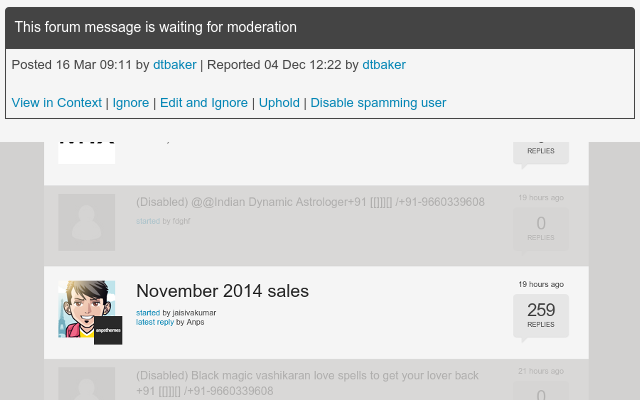 This forum message is waiting for moderation
Posted 16 Mar 09:11 by dtbaker | Reported 04 Dec 12:22 by dtbaker
View in Context | Ignore | Edit and Ignore | Uphold | Disable spamming user
REPLIES
(Disabled) @@Indian Dynamic Astrologer+91 [[]]|[] /+91-9660339608
started by fdghf
19 hours ago
0
REPLIES
November 2014 sales
started by jaisivakumar
latest reply by Anps
anpsthemes
19 hours ago
259
REPLIES
(Disabled) Black magic vashikaran love spells to get your lover back
+91 [[]]|[] /+91-9660339608
21 hours ago
0